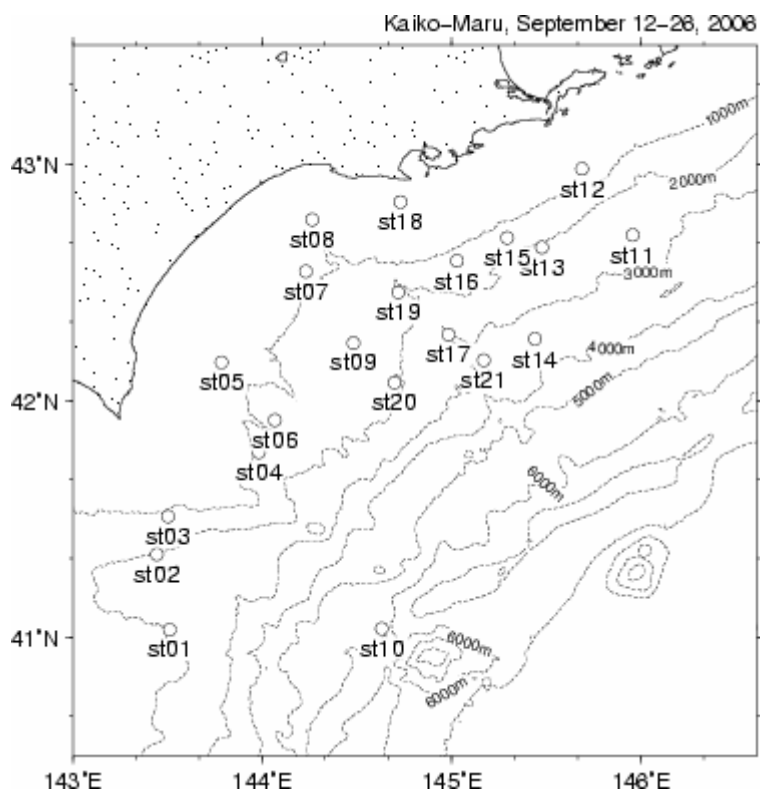 Kaiko-Maru, September 12-26, 2006
1000m
43°N
st12
2000m
st18
st08
st15
st13
st11
st16
3000m
st07
st19
st09
st17
st14
4000m
st05
st21
5000m
42°N
st20
st06
st04
6000m
st03
st02
41°N
st01
st10
6000m
6000m
143°E
144°E
145°E
146°E